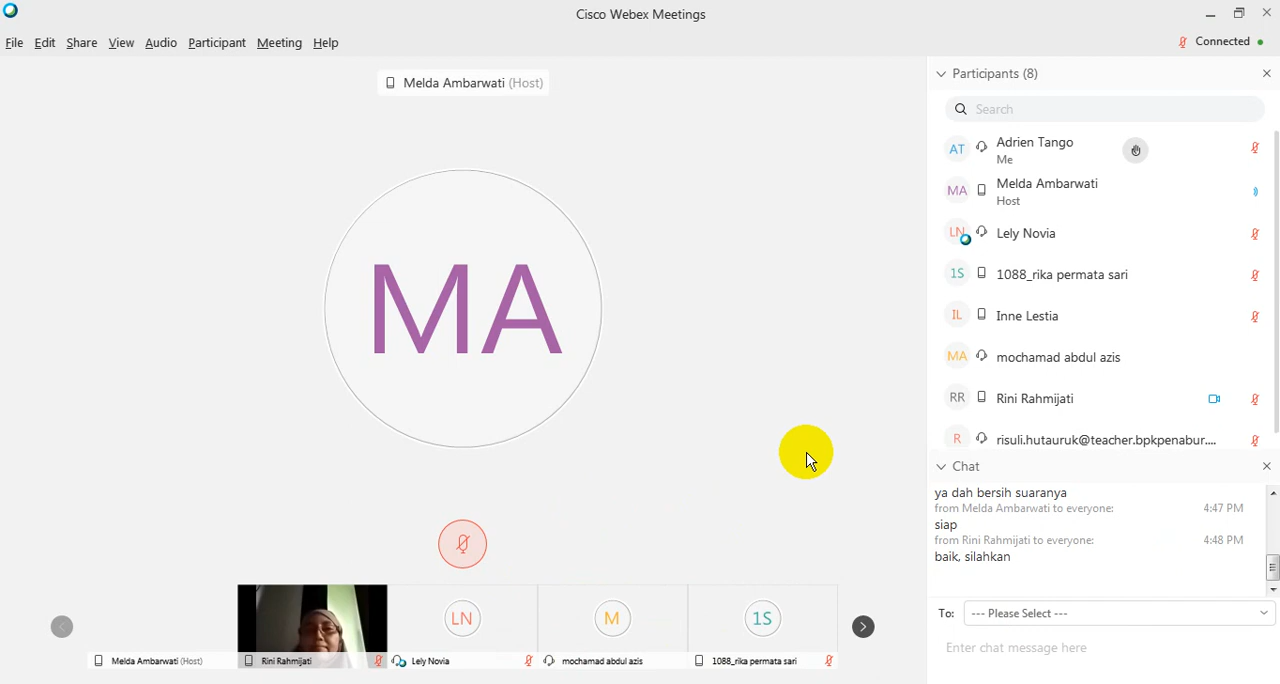 Cisco Webex Meetings
File Edit Share View Audio Participant Meeting Help
Connected
Melda Ambarwati (Host)
MA
Participants (8)
Search
AT Adrien Tango
Me
MA Melda Ambarwati
Host
LN Lely Novia
1S 1088_rika permata sari
IL Inne Lestia
MA mochamad abdul azis
RR Rini Rahmijati
R risuli.hutauruk@teacher.bpkpenabur....
Chat
ya dah bersih suaranya
from Melda Ambarwati to everyone: 4:47 PM
siap
from Rini Rahmijati to everyone: 4:48 PM
baik, silahkan
To: --- Please Select ---
Enter chat message here
LN M 1S
Melda Ambarwati (Host) Rini Rahmijati Lely Novia mochamad abdul azis 1088_rika permata sari